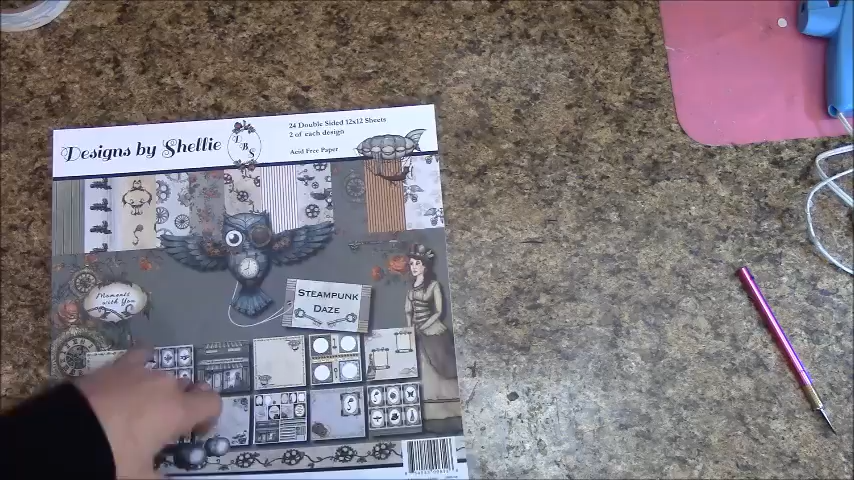 Designs by Shellie
TBC
24 Double Sided 12x12 Sheets
2 of each design
Acid Free Paper
Moments with You
STEAMPUNK
DAZE